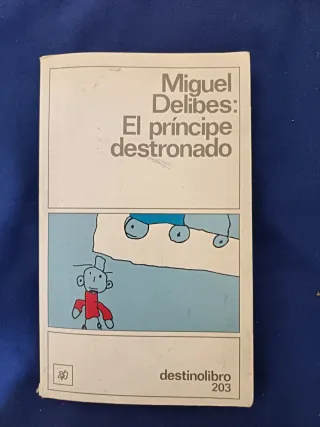 Miguel
Delibes:
El príncipe
destronado
destinolibro
203